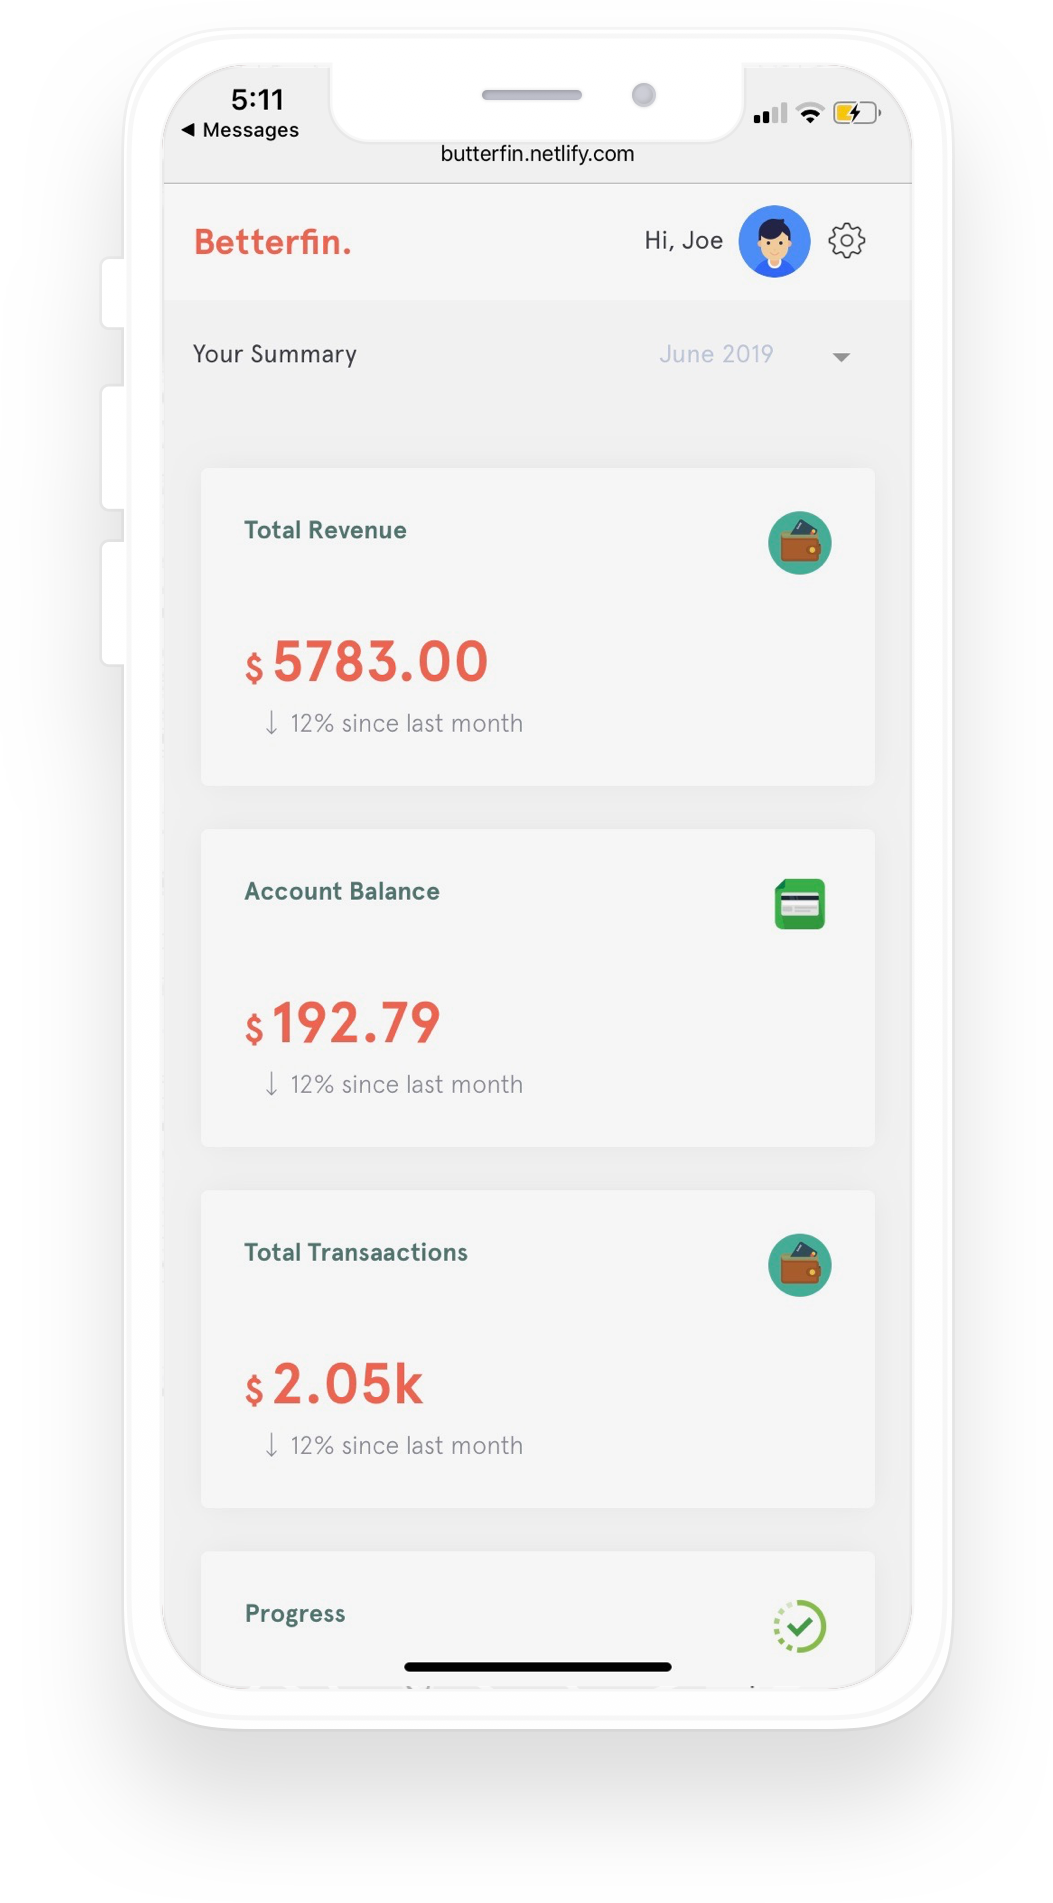 5:11
◀ Messages
butterfin.netlify.com
Betterfin.
Hi, Joe
Your Summary
June 2019
Total Revenue
$ 5783.00
↓ 12% since last month
Account Balance
$ 192.79
↓ 12% since last month
Total Transaactions
$ 2.05k
↓ 12% since last month
Progress